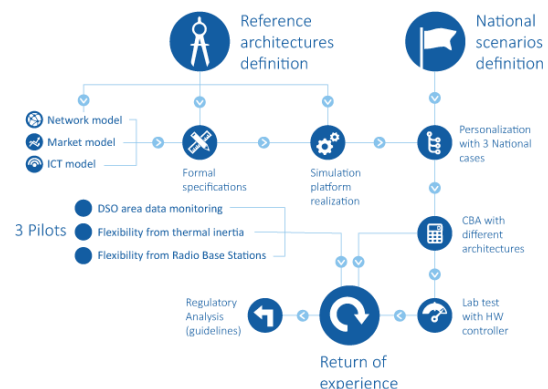 Reference
architectures
definition
National
scenarios
definition
Network model
Market model
ICT model
Formal
specifications
Simulation
platform
realization
Personalization
with 3 National
cases
3 Pilots
DSO area data monitoring
Flexibility from thermal inertia
Flexibility from Radio Base Stations
CBA with
different
architectures
Regulatory
Analysis
(guidelines)
Lab test
with HW
controller
Return of
experience